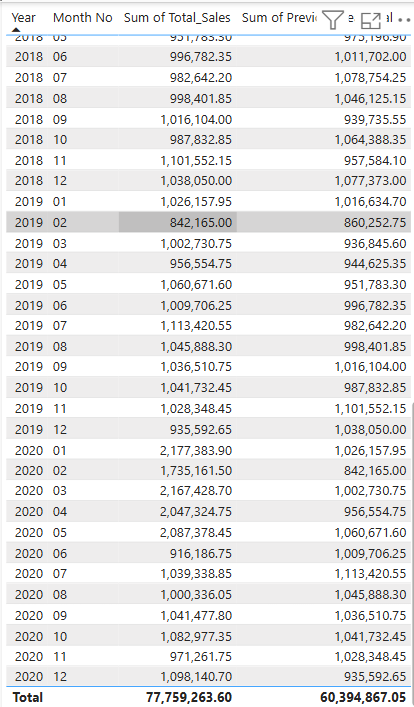 Year Month No Sum of Total_Sales Sum of Previ al
2018 05 951,783.30 975,196.90
2018 06 996,782.35 1,011,702.00
2018 07 982,642.20 1,078,754.25
2018 08 998,401.85 1,046,125.15
2018 09 1,016,104.00 939,735.55
2018 10 987,832.85 1,064,388.35
2018 11 1,101,552.15 957,584.10
2018 12 1,038,050.00 1,077,373.00
2019 01 1,026,157.95 1,016,634.70
2019 02 842,165.00 860,252.75
2019 03 1,002,730.75 936,845.60
2019 04 956,554.75 944,625.35
2019 05 1,060,671.60 951,783.30
2019 06 1,009,706.25 996,782.35
2019 07 1,113,420.55 982,642.20
2019 08 1,045,888.30 998,401.85
2019 09 1,036,510.75 1,016,104.00
2019 10 1,041,732.45 987,832.85
2019 11 1,028,348.45 1,101,552.15
2019 12 935,592.65 1,038,050.00
2020 01 2,177,383.90 1,026,157.95
2020 02 1,735,161.50 842,165.00
2020 03 2,167,428.70 1,002,730.75
2020 04 2,047,324.75 956,554.75
2020 05 2,087,378.45 1,060,671.60
2020 06 916,186.75 1,009,706.25
2020 07 1,039,338.85 1,113,420.55
2020 08 1,000,336.05 1,045,888.30
2020 09 1,041,477.80 1,036,510.75
2020 10 1,082,977.35 1,041,732.45
2020 11 971,261.75 1,028,348.45
2020 12 1,098,140.70 935,592.65
Total 77,759,263.60 60,394,867.05